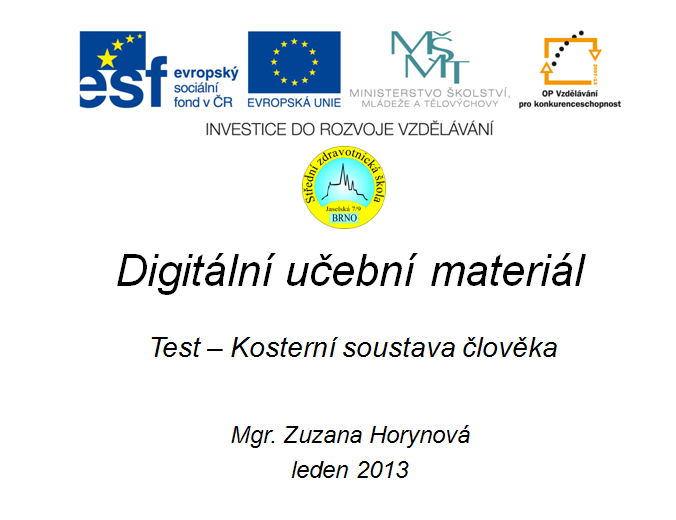 esf evropský
sociální
fond v ČR
EVROPSKÁ UNIE
MŠMT
MINISTERSTVO ŠKOLSTVÍ,
MLÁDEŽE A TĚLOVÝCHOVY
2007-13
OP Vzdělávání
pro konkurenceschopnost
INVESTICE DO ROZVOJE VZDĚLÁVÁNÍ
Střední zdravotnická škola
Jaselská 7/9
BRNO
Digitální učební materiál
Test – Kosterní soustava člověka
Mgr. Zuzana Horynová
leden 2013